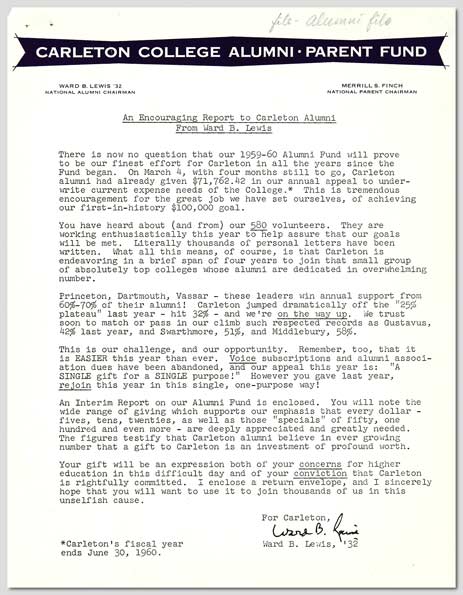 file - alumni file
CARLETON COLLEGE ALUMNI · PARENT FUND
WARD B. LEWIS '32
NATIONAL ALUMNI CHAIRMAN
MERRILL S. FINCH
NATIONAL PARENT CHAIRMAN
An Encouraging Report to Carleton Alumni
From Ward B. Lewis
There is now no question that our 1959-60 Alumni Fund will prove
to be our finest effort for Carleton in all the years since the
Fund began. On March 4, with four months still to go, Carleton
alumni had already given $71,762.42 in our annual appeal to under-
write current expense needs of the College.* This is tremendous
encouragement for the great job we have set ourselves, of achieving
our first-in-history $100,000 goal.
You have heard about (and from) our 580 volunteers. They are
working enthusiastically this year to help assure that our goals
will be met. Literally thousands of personal letters have been
written. What all this means, of course, is that Carleton is
endeavoring in a brief span of four years to join that small group
of absolutely top colleges whose alumni are dedicated in overwhelming
number.
Princeton, Dartmouth, Vassar - these leaders win annual support from
60%-70% of their alumni! Carleton jumped dramatically off the "25%
plateau" last year - hit 32% - and we're on the way up. We trust
soon to match or pass in our climb such respected records as Gustavus,
42% last year, and Swarthmore, 51%, and Middlebury, 58%.
This is our challenge, and our opportunity. Remember, too, that it
is EASIER this year than ever. Voice subscriptions and alumni associ-
ation dues have been abandoned, and our appeal this year is: "A
SINGLE gift for a SINGLE purpose!" However you gave last year,
rejoin this year in this single, one-purpose way!
An Interim Report on our Alumni Fund is enclosed. You will note the
wide range of giving which supports our emphasis that every dollar -
fives, tens, twenties, as well as those "specials" of fifty, one
hundred and even more - are deeply appreciated and greatly needed.
The figures testify that Carleton alumni believe in ever growing
number that a gift to Carleton is an investment of profound worth.
Your gift will be an expression both of your concerns for higher
education in this difficult day and of your conviction that Carleton
is rightfully committed. I enclose a return envelope, and I sincerely
hope that you will want to use it to join thousands of us in this
unselfish cause.
For Carleton,
Ward B. Lewis
Ward B. Lewis, '32
*Carleton's fiscal year
ends June 30, 1960.